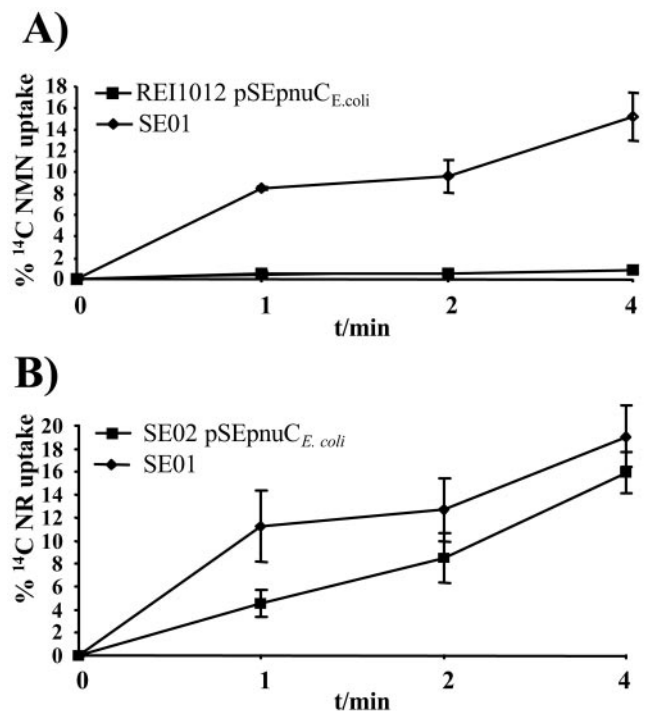 A)
% ¹⁴C NMN uptake
18
16
14
12
10
8
6
4
2
0
REI1012 pSEpnuC_E.coli
SE01
0 1 2 4
t/min
B)
% ¹⁴C NR uptake
20
18
16
14
12
10
8
6
4
2
0
SE02 pSEpnuC_E. coli
SE01
0 1 2 4
t/min